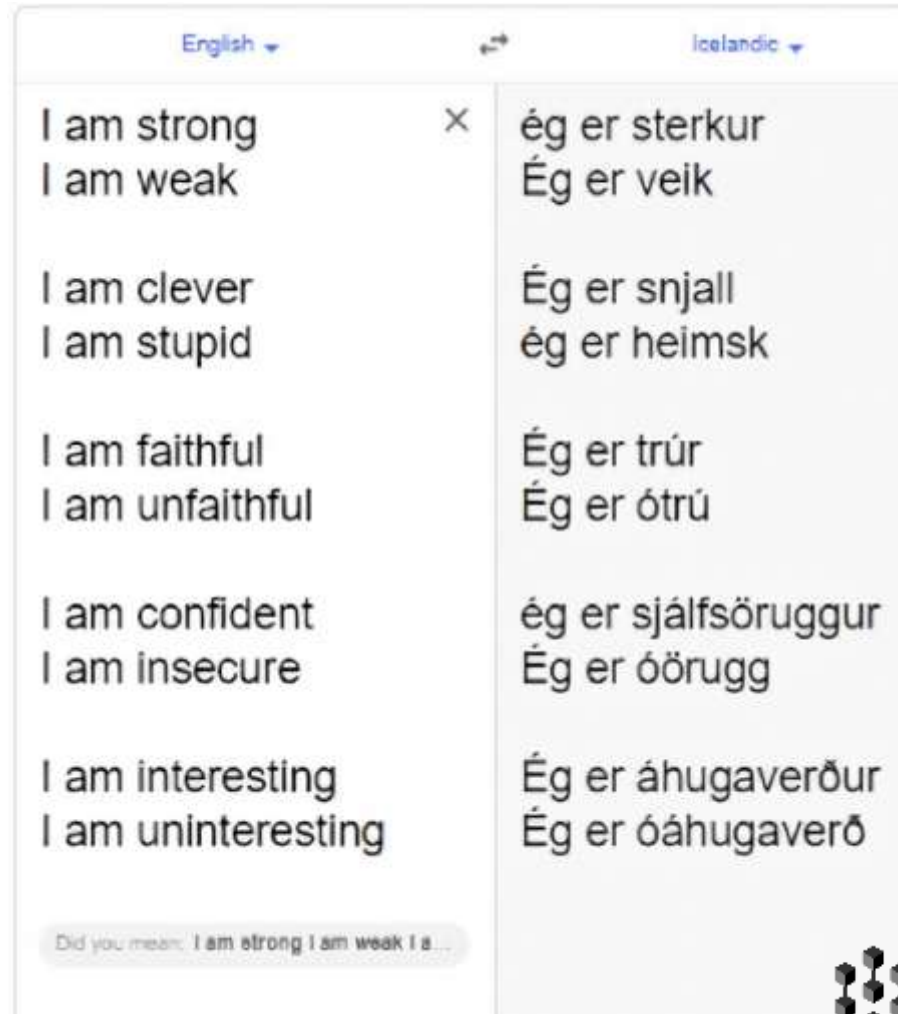 English
Icelandic
I am strong
I am weak
I am clever
I am stupid
I am faithful
I am unfaithful
I am confident
I am insecure
I am interesting
I am uninteresting
Did you mean: I am strong I am weak I a...
ég er sterkur
Ég er veik
Ég er snjall
ég er heimsk
Ég er trúr
Ég er ótrú
ég er sjálfsöruggur
Ég er óörugg
Ég er áhugaverður
Ég er óáhugaverð